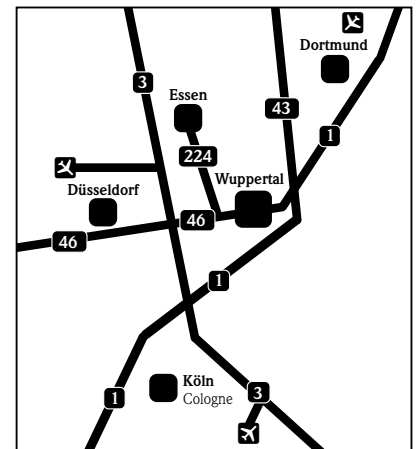 Dortmund
3
Essen
43
1
224
Wuppertal
Düsseldorf
46
46
1
Köln
Cologne
3
1